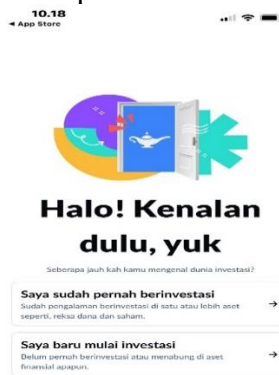 10.18
◄ App Store
Halo! Kenalan
dulu, yuk
Seberapa jauh kah kamu mengenal dunia investasi?
Saya sudah pernah berinvestasi
Sudah pengalaman berinvestasi di satu atau lebih aset
seperti, reksa dana dan saham.
Saya baru mulai investasi
Belum pernah berinvestasi atau menabung di aset
finansial apapun.